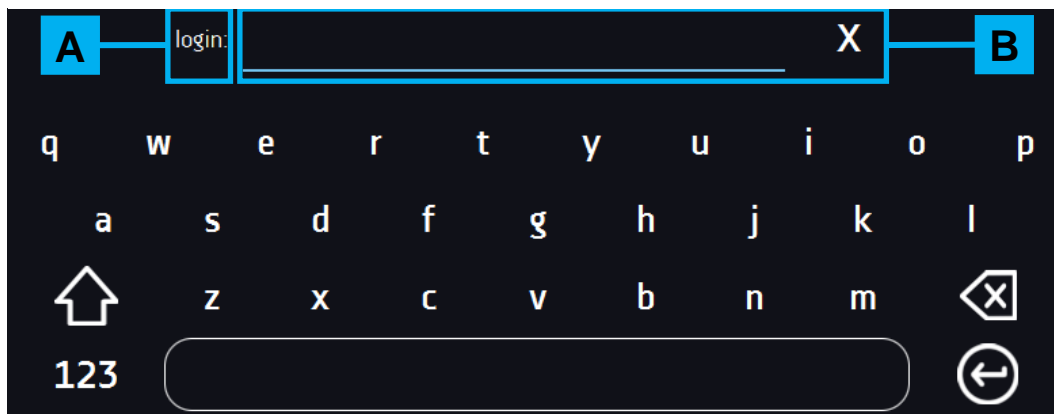 A login: X B
q w e r t y u i o p
a s d f g h j k l
z x c v b n m
123